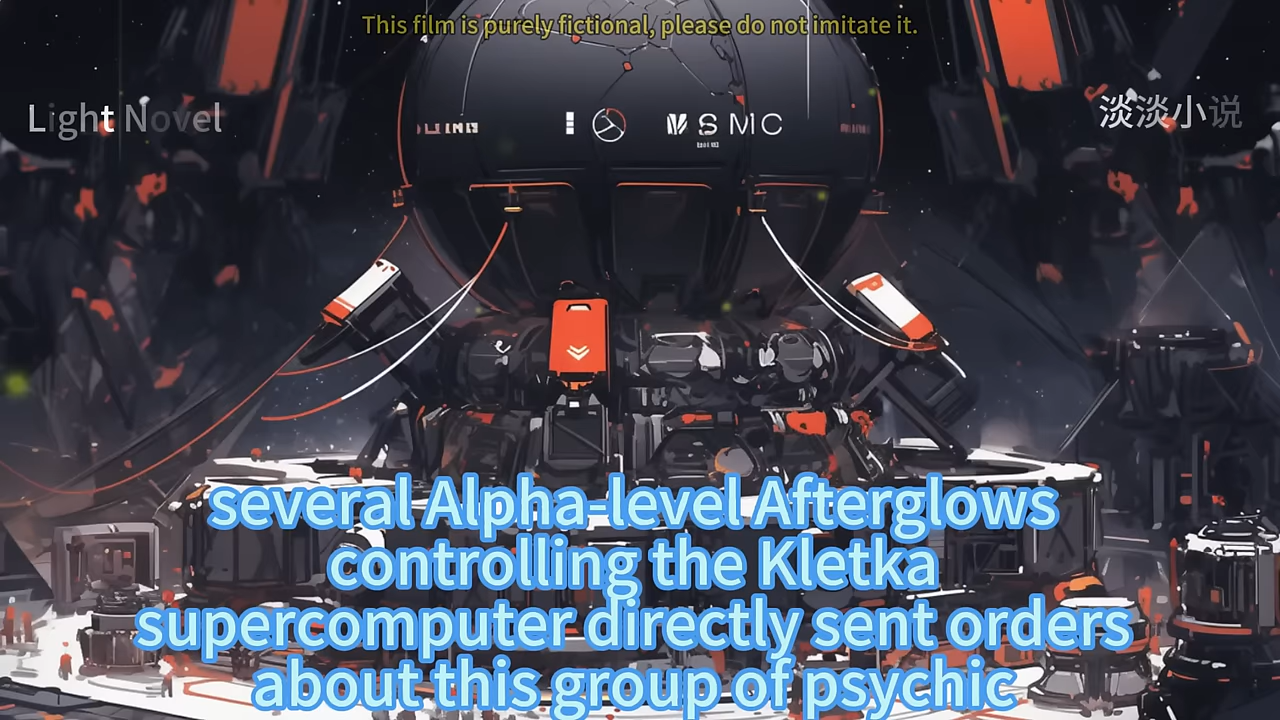 This film is purely fictional, please do not imitate it.
Light Novel
淡淡小说
SMC
several Alpha-level Afterglows
controlling the Kletka
supercomputer directly sent orders
about this group of psychic